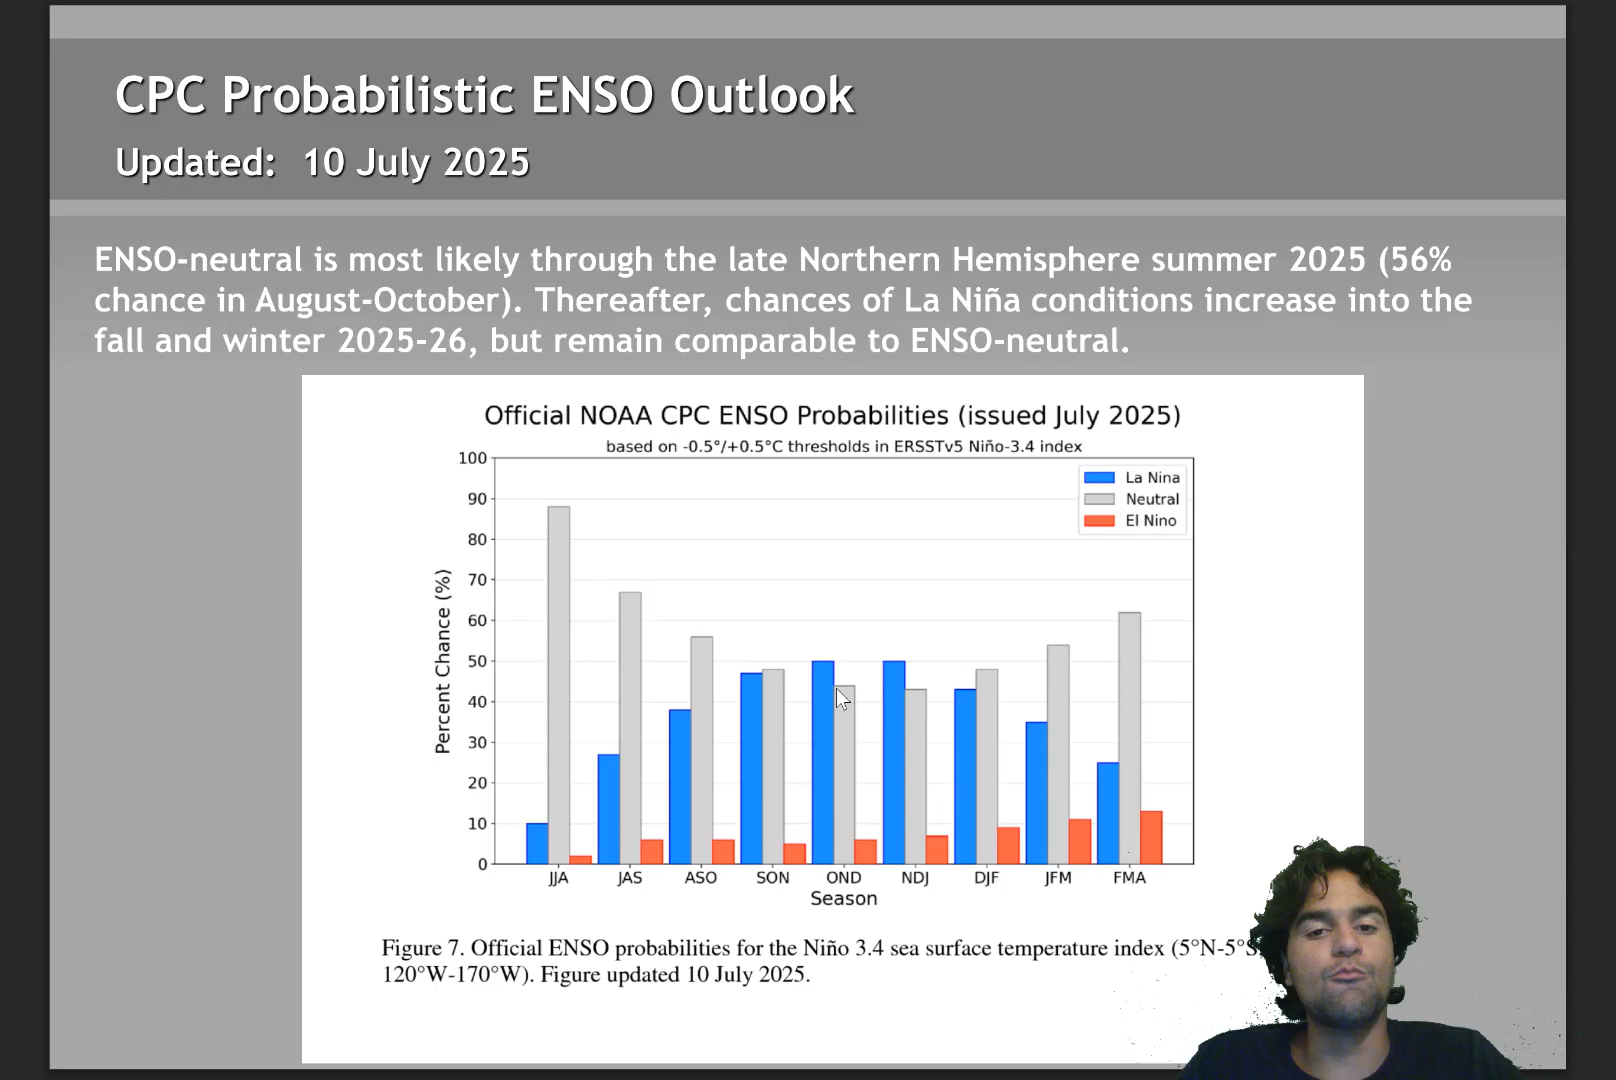 CPC Probabilistic ENSO Outlook
Updated:  10 July 2025
ENSO-neutral is most likely through the late Northern Hemisphere summer 2025 (56%
chance in August-October). Thereafter, chances of La Niña conditions increase into the
fall and winter 2025-26, but remain comparable to ENSO-neutral.
Official NOAA CPC ENSO Probabilities (issued July 2025)
based on -0.5°/+0.5°C thresholds in ERSSTv5 Niño-3.4 index
La Nina
Neutral
El Nino
Percent Chance (%)
100
90
80
70
60
50
40
30
20
10
0
JJA JAS ASO SON OND NDJ DJF JFM FMA
Season
Figure 7. Official ENSO probabilities for the Niño 3.4 sea surface temperature index (5°N-5°S
120°W-170°W). Figure updated 10 July 2025.